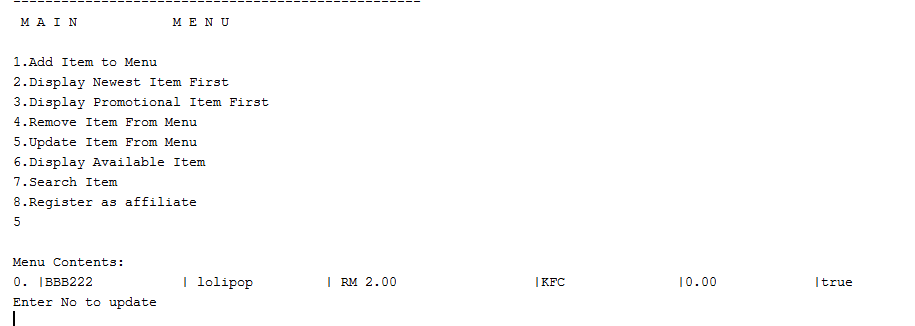 ----------------------------------------------------
M A I N            M E N U
1.Add Item to Menu
2.Display Newest Item First
3.Display Promotional Item First
4.Remove Item From Menu
5.Update Item From Menu
6.Display Available Item
7.Search Item
8.Register as affiliate
5
Menu Contents:
0. |BBB222           | lolipop         | RM 2.00                 |KFC              |0.00            |true
Enter No to update